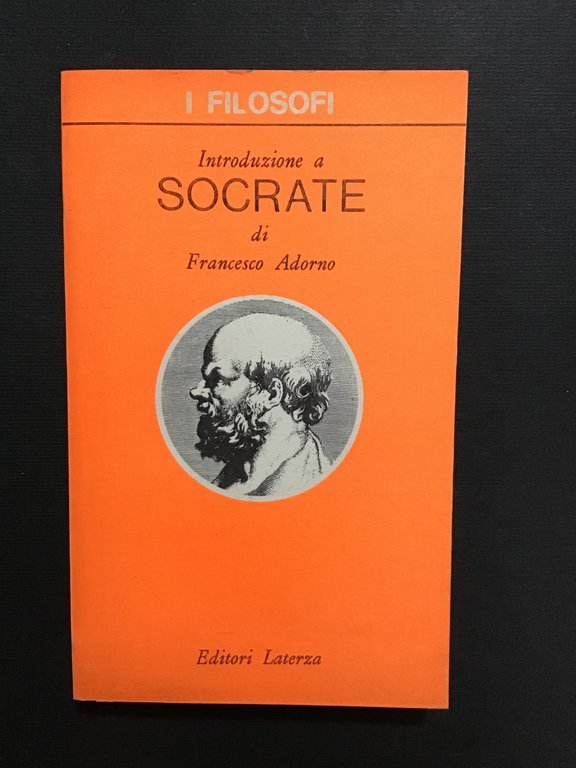 I FILOSOFI
Introduzione a
SOCRATE
di
Francesco Adorno
Editori Laterza